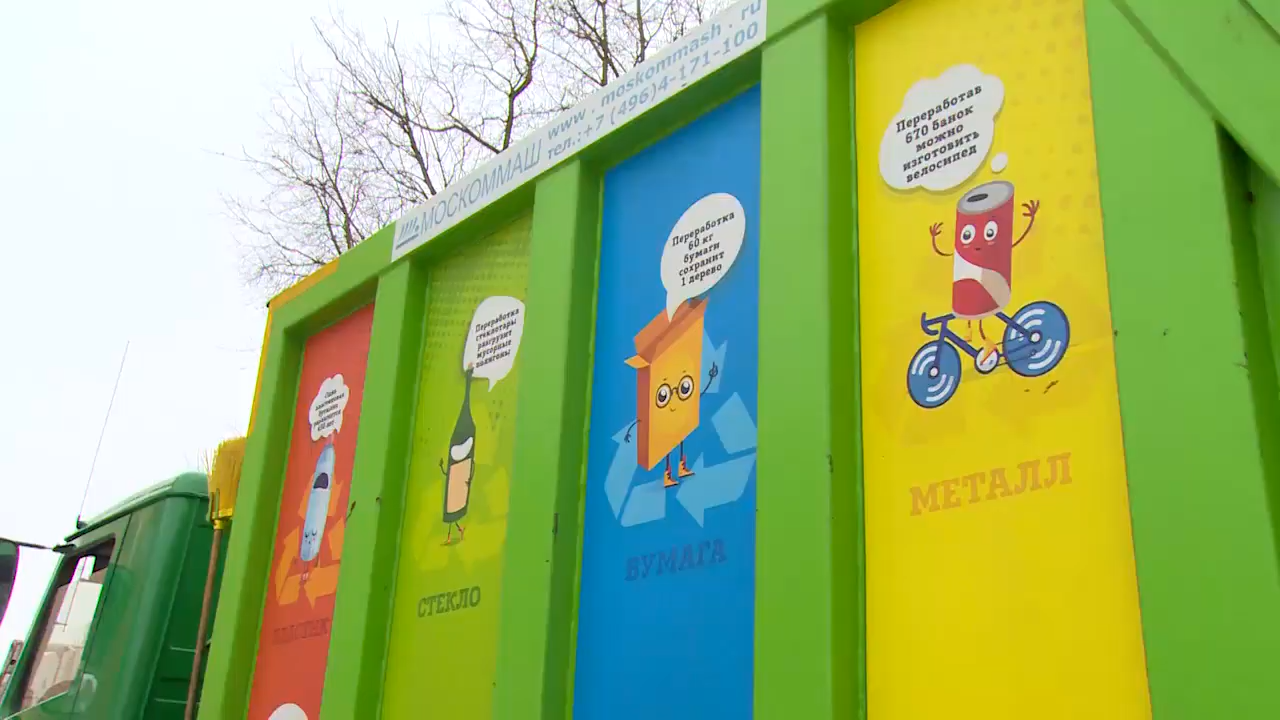 МОСКОММАШ www.moskommash.ru
тел.:+7 (496)4-171-100
Переработав
670 банок
можно
изготовить
велосипед
МЕТАЛЛ
Переработка
60 кг
бумаги
сохранит
1 дерево
БУМАГА
Переработка
стеклотары
разгрузит
мусорные
полигоны
СТЕКЛО
ПЛАСТИК